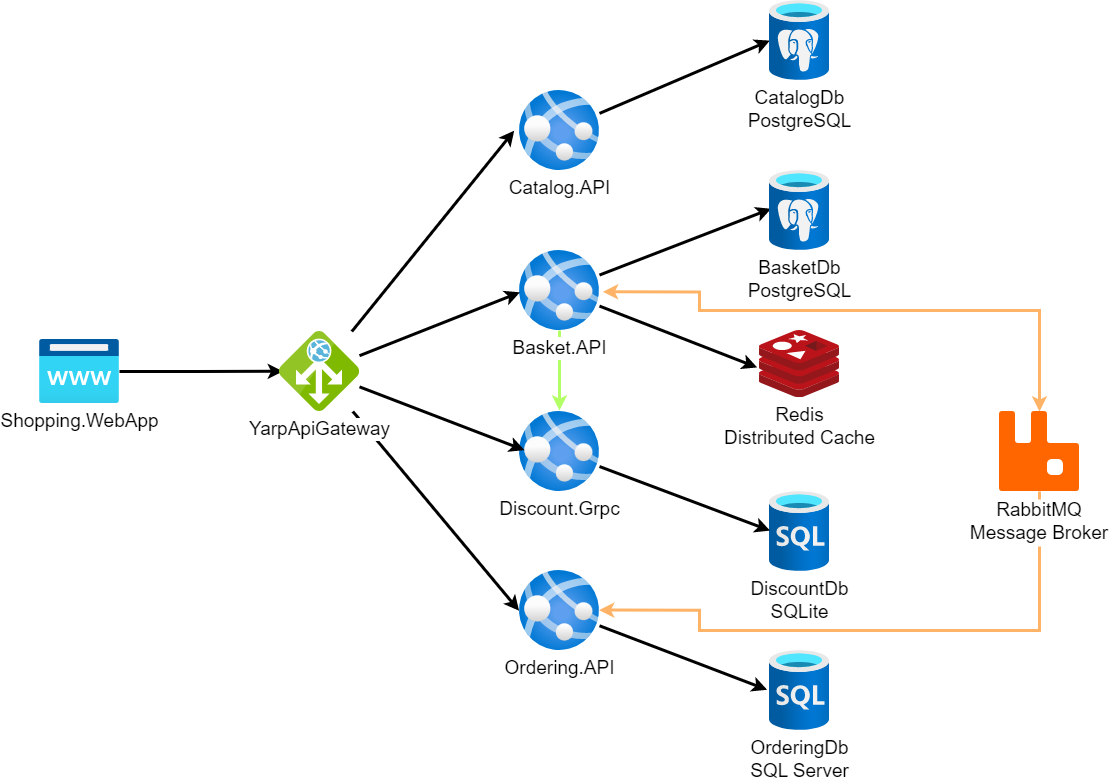 CatalogDb
PostgreSQL
Catalog.API
BasketDb
PostgreSQL
Basket.API
www
Shopping.WebApp
YarpApiGateway
Redis
Distributed Cache
Discount.Grpc
RabbitMQ
Message Broker
SQL
DiscountDb
SQLite
Ordering.API
SQL
OrderingDb
SQL Server